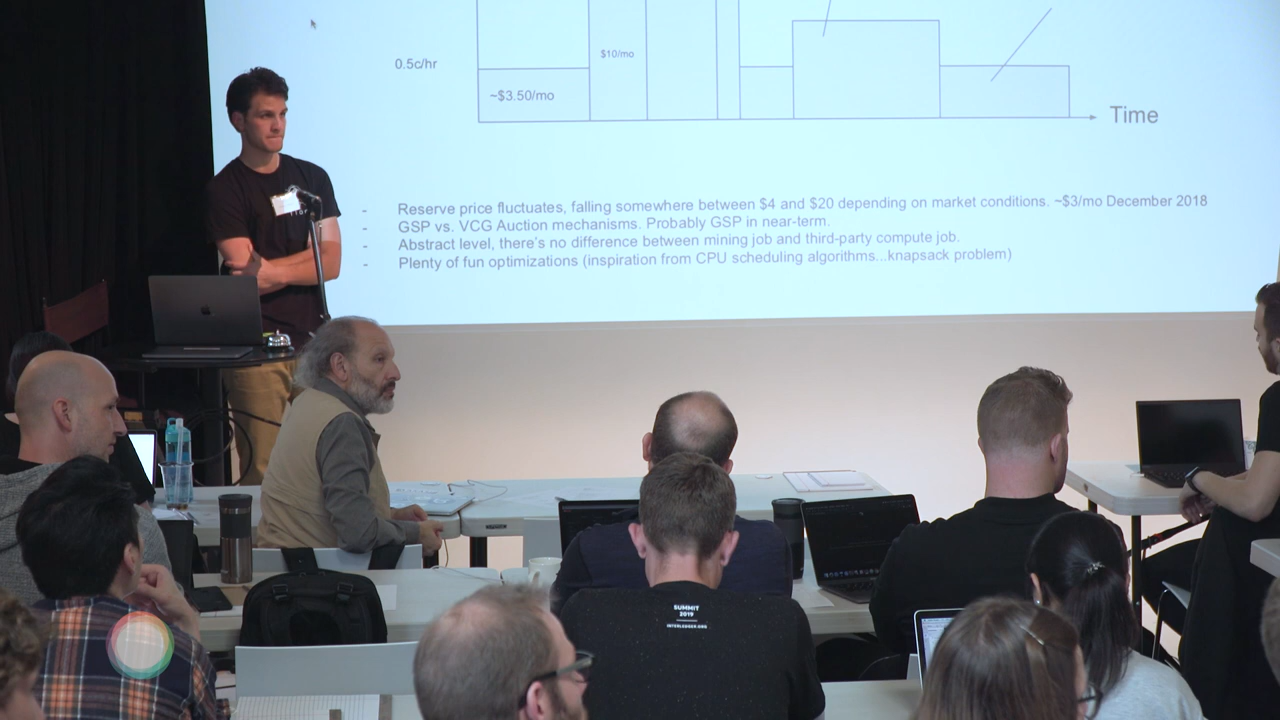 0.5c/hr
$10/mo
~$3.50/mo
Time
- Reserve price fluctuates, falling somewhere between $4 and $20 depending on market conditions. ~$3/mo December 2018
- GSP vs. VCG Auction mechanisms. Probably GSP in near-term.
- Abstract level, there's no difference between mining job and third-party compute job.
- Plenty of fun optimizations (inspiration from CPU scheduling algorithms...knapsack problem)
SUMMIT
2019
INTERLEDGER.ORG